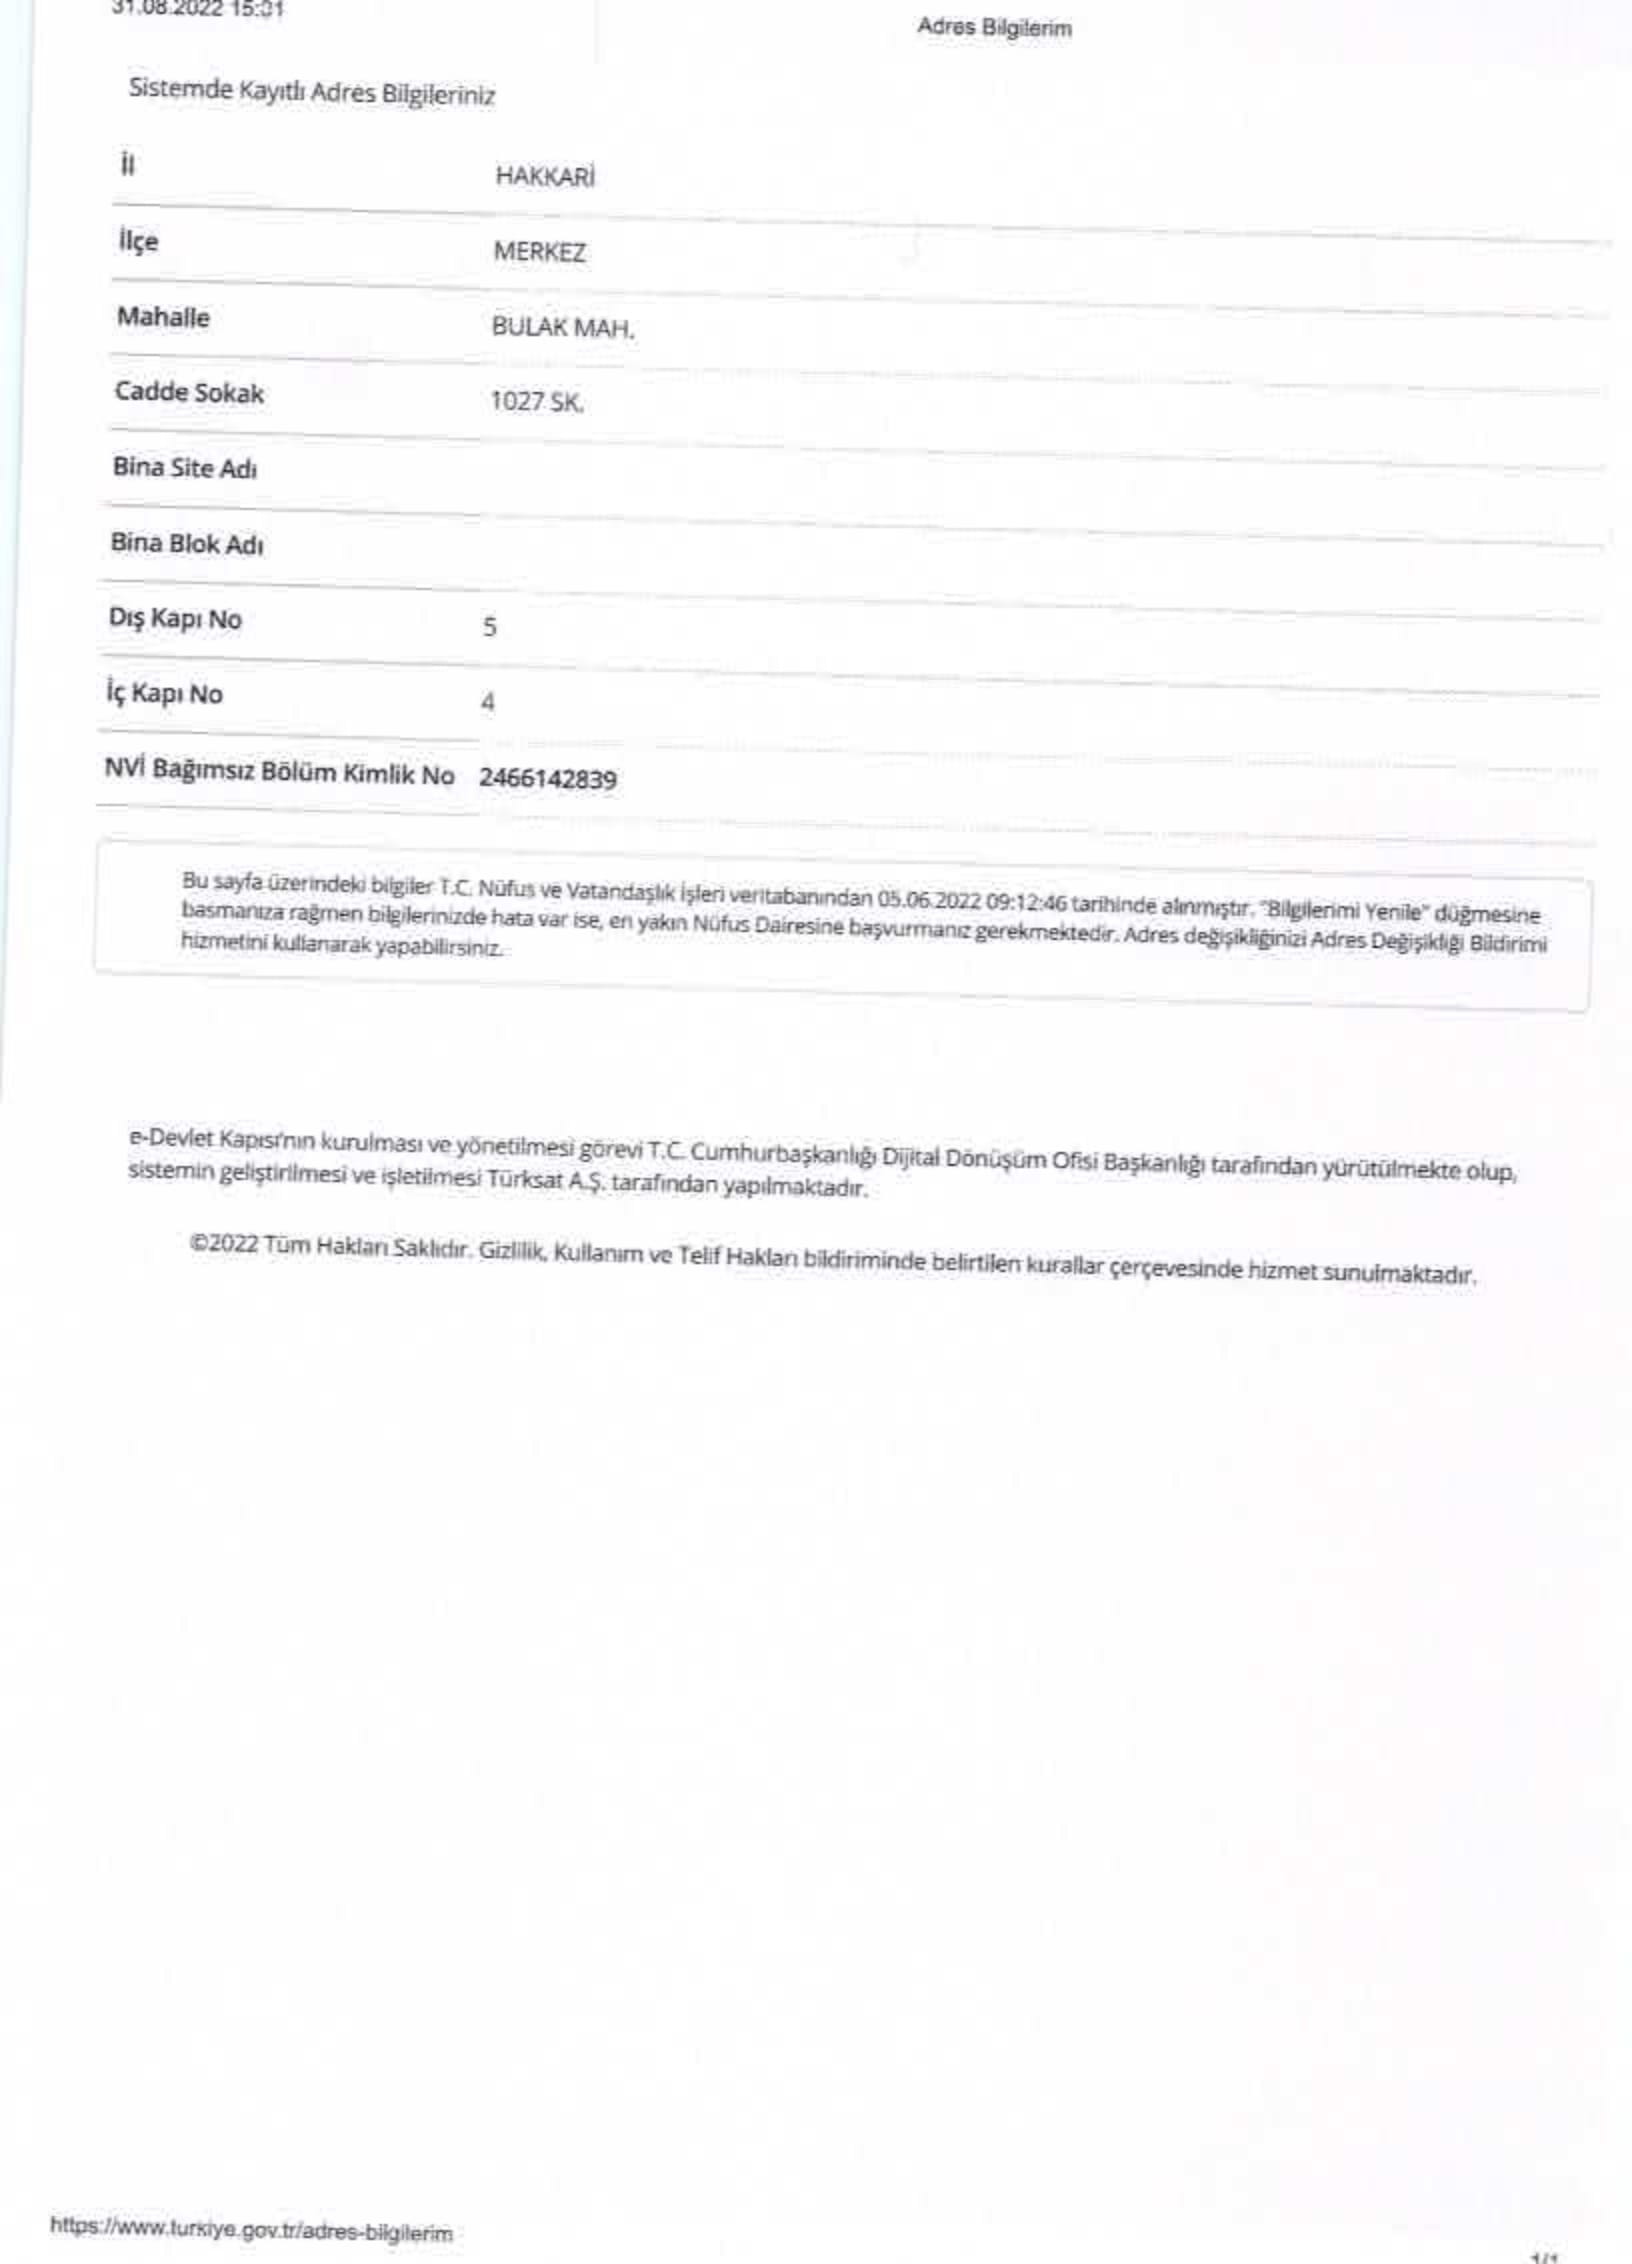 31.08.2022 15:31
Adres Bilgilerim
Sistemde Kayıtlı Adres Bilgileriniz
İl HAKKARİ
İlçe MERKEZ
Mahalle BULAK MAH.
Cadde Sokak 1027 SK.
Bina Site Adı
Bina Blok Adı
Dış Kapı No 5
İç Kapı No 4
NVİ Bağımsız Bölüm Kimlik No 2466142839
Bu sayfa üzerindeki bilgiler T.C. Nüfus ve Vatandaşlık İşleri veritabanından 05.06.2022 09:12:46 tarihinde alınmıştır. "Bilgilerimi Yenile" düğmesine
basmanıza rağmen bilgilerinizde hata var ise, en yakın Nüfus Dairesine başvurmanız gerekmektedir. Adres değişikliğinizi Adres Değişikliği Bildirimi
hizmetini kullanarak yapabilirsiniz.
e-Devlet Kapısı'nın kurulması ve yönetilmesi görevi T.C. Cumhurbaşkanlığı Dijital Dönüşüm Ofisi Başkanlığı tarafından yürütülmekte olup,
sistemin geliştirilmesi ve işletilmesi Türksat A.Ş. tarafından yapılmaktadır.
©2022 Tüm Hakları Saklıdır. Gizlilik, Kullanım ve Telif Hakları bildiriminde belirtilen kurallar çerçevesinde hizmet sunulmaktadır.
https://www.turkiye.gov.tr/adres-bilgilerim
1/1